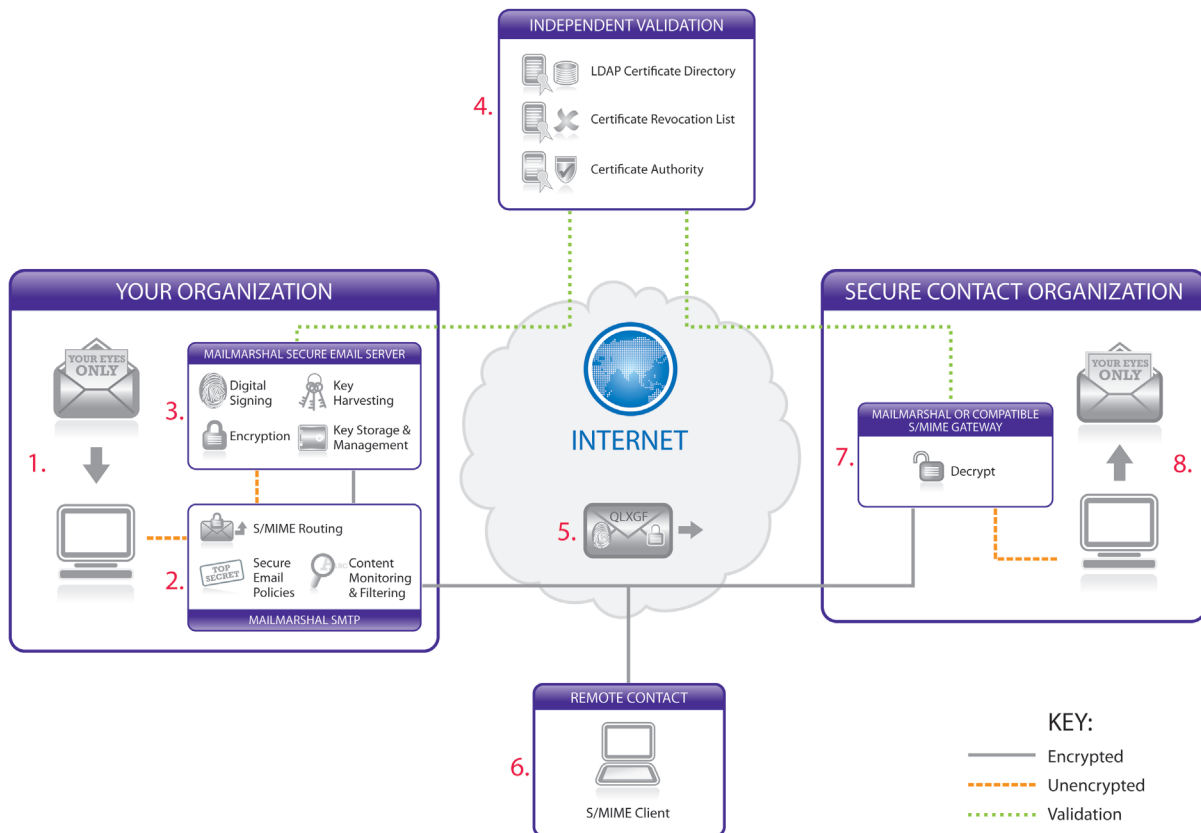 INDEPENDENT VALIDATION
LDAP Certificate Directory
4.
Certificate Revocation List
Certificate Authority
YOUR ORGANIZATION
YOUR EYES
ONLY
1.
MAILMARSHAL SECURE EMAIL SERVER
3.
Digital
Signing
Key
Harvesting
Encryption
Key Storage &
Management
S/MIME Routing
2.
TOP
SECRET
Secure
Email
Policies
ABC
Content
Monitoring
& Filtering
MAILMARSHAL SMTP
INTERNET
5.
QLXGF
SECURE CONTACT ORGANIZATION
YOUR EYES
ONLY
MAILMARSHAL OR COMPATIBLE
S/MIME GATEWAY
7.
Decrypt
8.
REMOTE CONTACT
6.
S/MIME Client
KEY:
Encrypted
Unencrypted
Validation